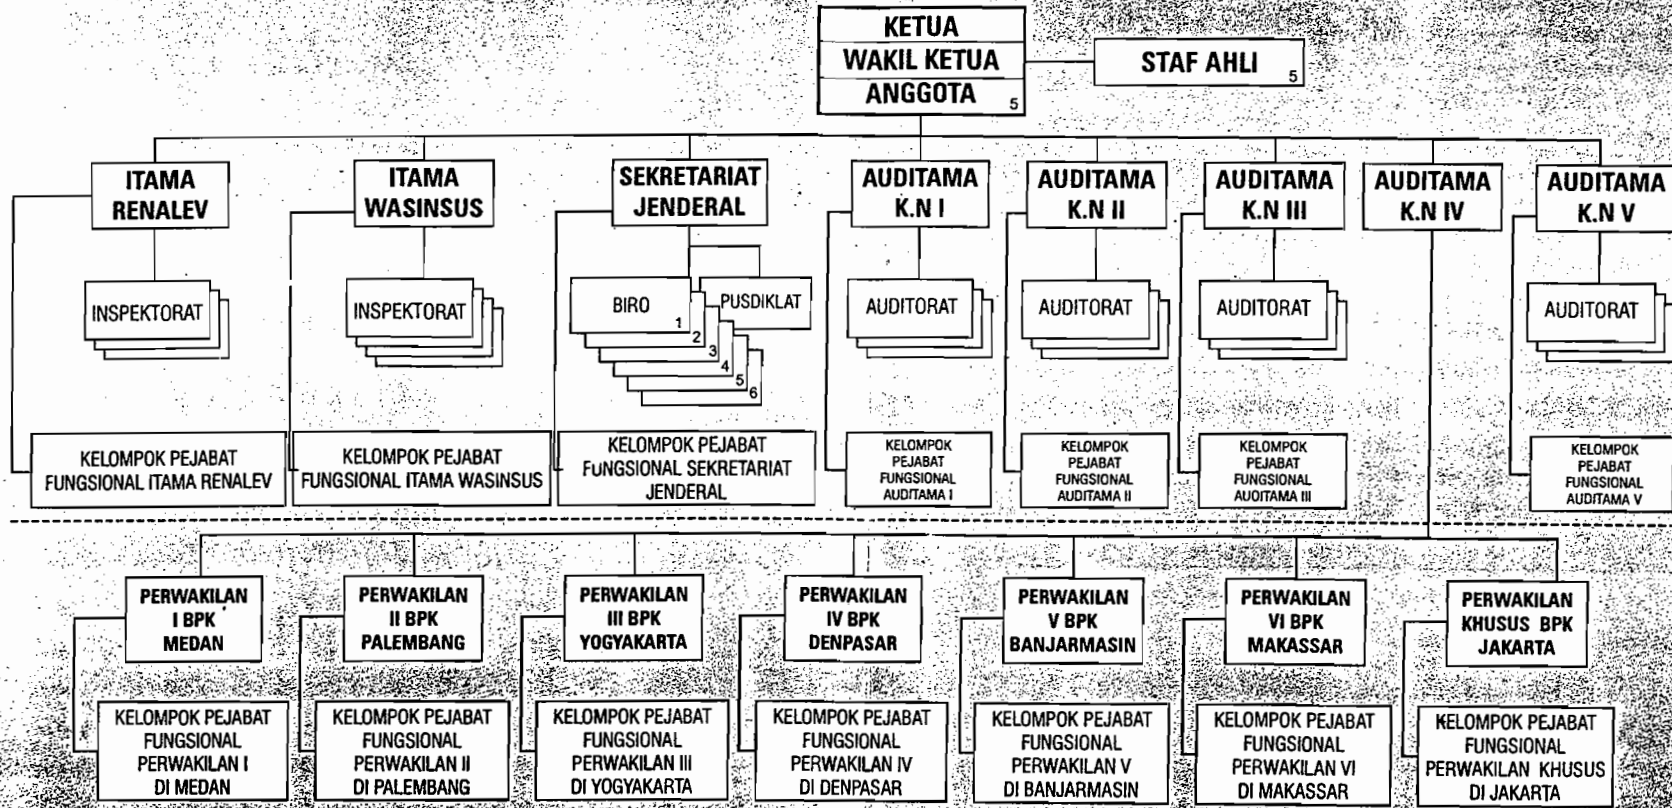 KETUA
WAKIL KETUA
ANGGOTA 5
STAF AHLI 5
ITAMA
RENALEV
ITAMA
WASINSUS
SEKRETARIAT
JENDERAL
AUDITAMA
K.N I
AUDITAMA
K.N II
AUDITAMA
K.N III
AUDITAMA
K.N IV
AUDITAMA
K.N V
INSPEKTORAT
INSPEKTORAT
BIRO
1
2
3
4
5
6
PUSDIKLAT
AUDITORAT
AUDITORAT
AUDITORAT
AUDITORAT
KELOMPOK PEJABAT
FUNGSIONAL ITAMA RENALEV
KELOMPOK PEJABAT
FUNGSIONAL ITAMA WASINSUS
KELOMPOK PEJABAT
FUNGSIONAL SEKRETARIAT
JENDERAL
KELOMPOK
PEJABAT
FUNGSIONAL
AUDITAMA I
KELOMPOK
PEJABAT
FUNGSIONAL
AUDITAMA II
KELOMPOK
PEJABAT
FUNGSIONAL
AUOITAMA III
KELOMPOK
PEJABAT
FUNGSIONAL
AUDITAMA V
PERWAKILAN
I BPK
MEDAN
PERWAKILAN
II BPK
PALEMBANG
PERWAKILAN
III BPK
YOGYAKARTA
PERWAKILAN
IV BPK
DENPASAR
PERWAKILAN
V BPK
BANJARMASIN
PERWAKILAN
VI BPK
MAKASSAR
PERWAKILAN
KHUSUS BPK
JAKARTA
KELOMPOK PEJABAT
FUNGSIONAL
PERWAKILAN I
DI MEDAN
KELOMPOK PEJABAT
FUNGSIONAL
PERWAKILAN II
DI PALEMBANG
KELOMPOK PEJABAT
FUNGSIONAL
PERWAKILAN III
DI YOGYAKARTA
KELOMPOK PEJABAT
FUNGSIONAL
PERWAKILAN IV
DI DENPASAR
KELOMPOK PEJABAT
FUNGSIONAL
PERWAKILAN V
DI BANJARMASIN
KELOMPOK PEJABAT
FUNGSIONAL
PERWAKILAN VI
DI MAKASSAR
KELOMPOK PEJABAT
FUNGSIONAL
PERWAKILAN KHUSUS
DI JAKARTA